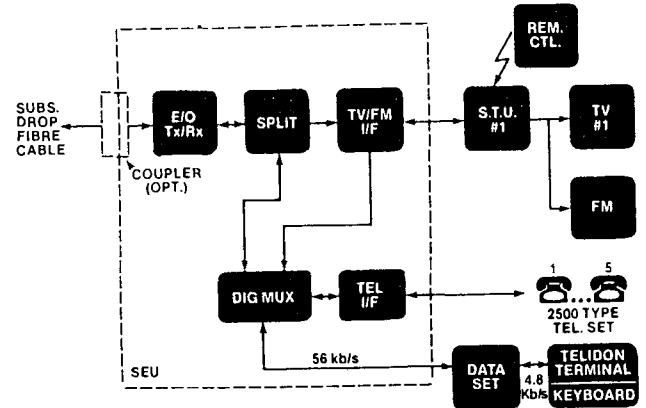 REM.
CTL.
SUBS.
DROP
FIBRE
CABLE
E/O
Tx/Rx
SPLIT
TV/FM
I/F
S.T.U.
#1
TV
#1
COUPLER
(OPT.)
FM
DIG MUX
TEL
I/F
1
5
...
2500 TYPE
TEL. SET
56 kb/s
SEU
DATA
SET
4.8
Kb/s
TELIDON
TERMINAL
KEYBOARD